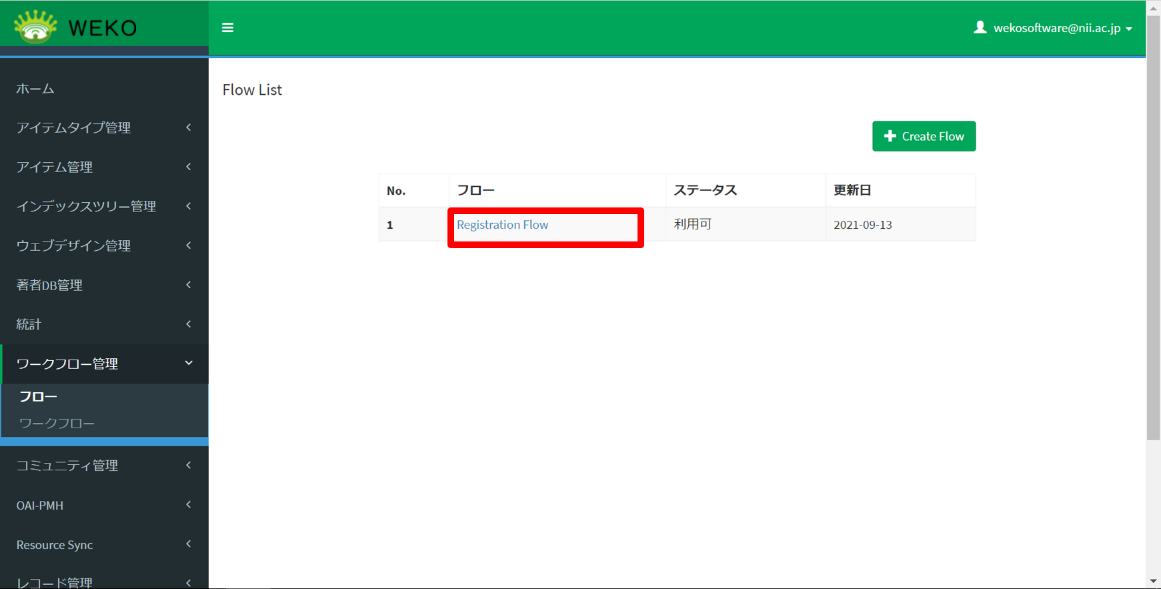 WEKO
wekosoftware@nii.ac.jp
ホーム
アイテムタイプ管理
アイテム管理
インデックスツリー管理
ウェブデザイン管理
著者DB管理
統計
ワークフロー管理
フロー
ワークフロー
コミュニティ管理
OAI-PMH
Resource Sync
レコード管理
Flow List
Create Flow
No. フロー ステータス 更新日
1 Registration Flow 利用可 2021-09-13